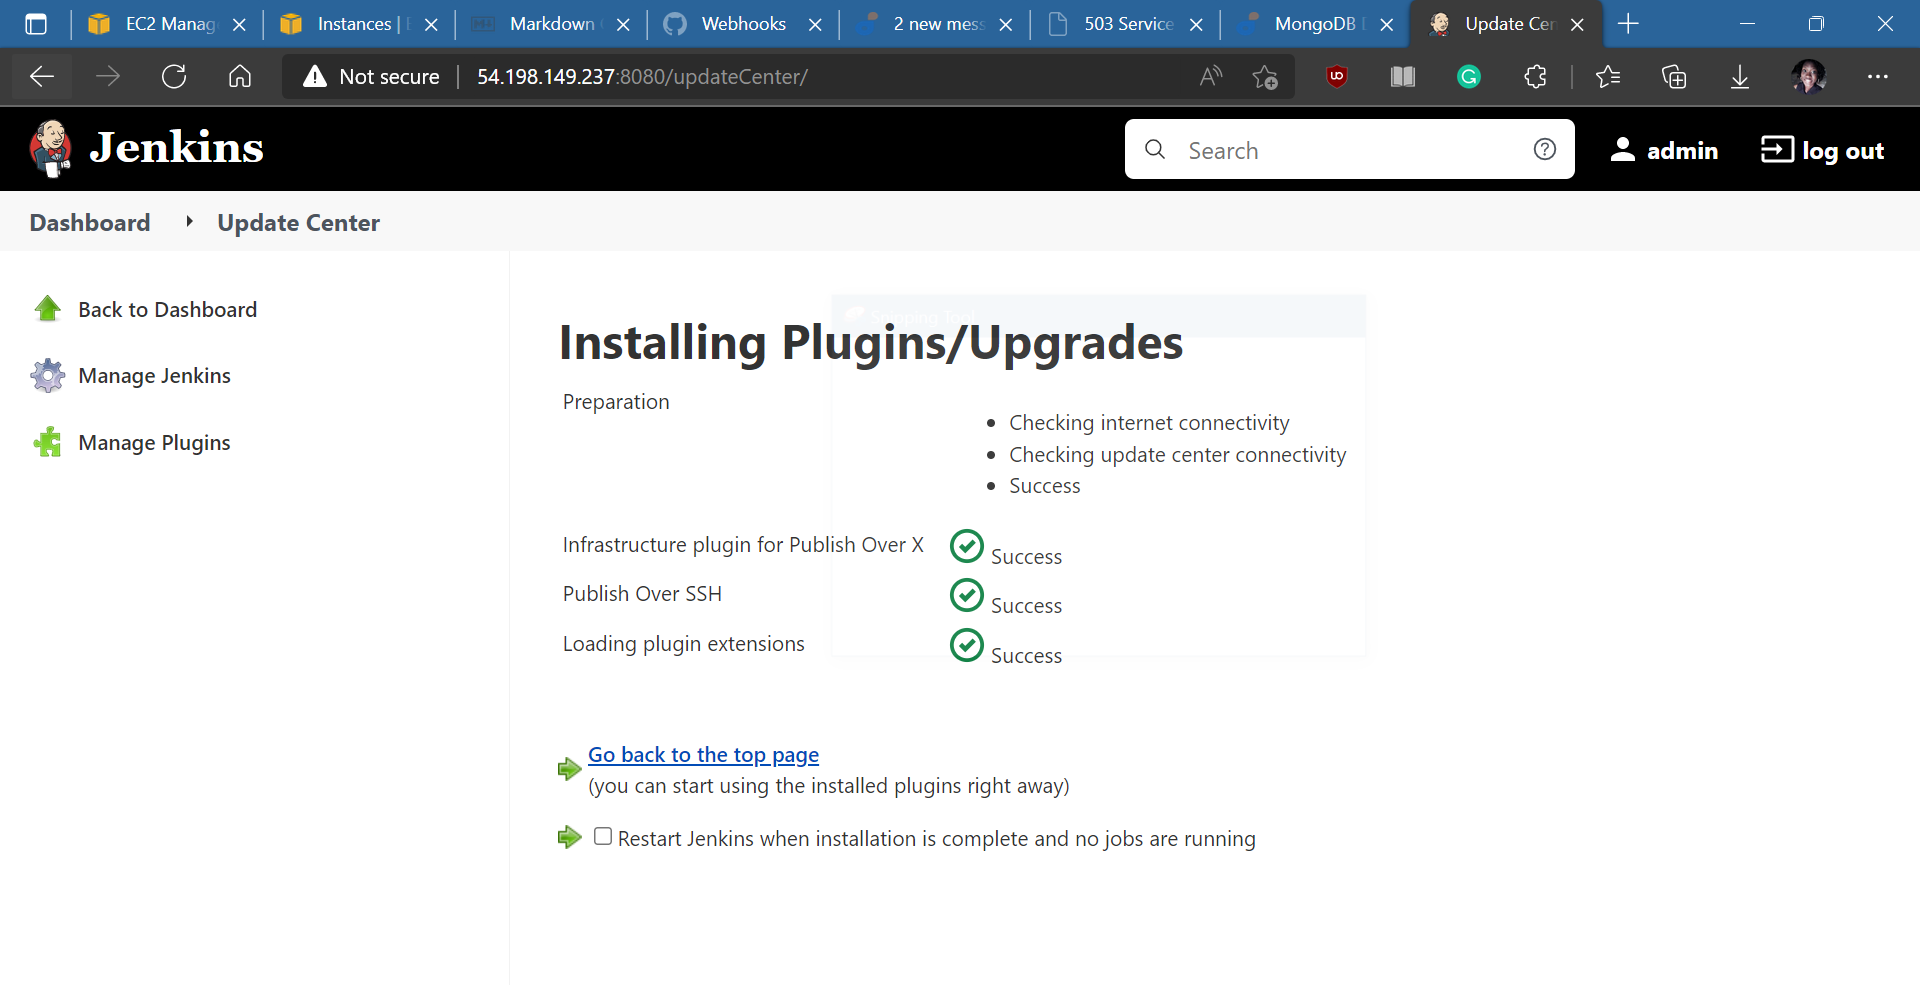 EC2 Manag
Instances |
Markdown
Webhooks
2 new mess
503 Service
MongoDB
Update Cen
Not secure
54.198.149.237:8080/updateCenter/
Jenkins
Search
admin
log out
Dashboard
Update Center
Back to Dashboard
Manage Jenkins
Manage Plugins
Snipping Tool
Installing Plugins/Upgrades
Preparation
Checking internet connectivity
Checking update center connectivity
Success
Infrastructure plugin for Publish Over X
Success
Publish Over SSH
Success
Loading plugin extensions
Success
Go back to the top page
(you can start using the installed plugins right away)
Restart Jenkins when installation is complete and no jobs are running